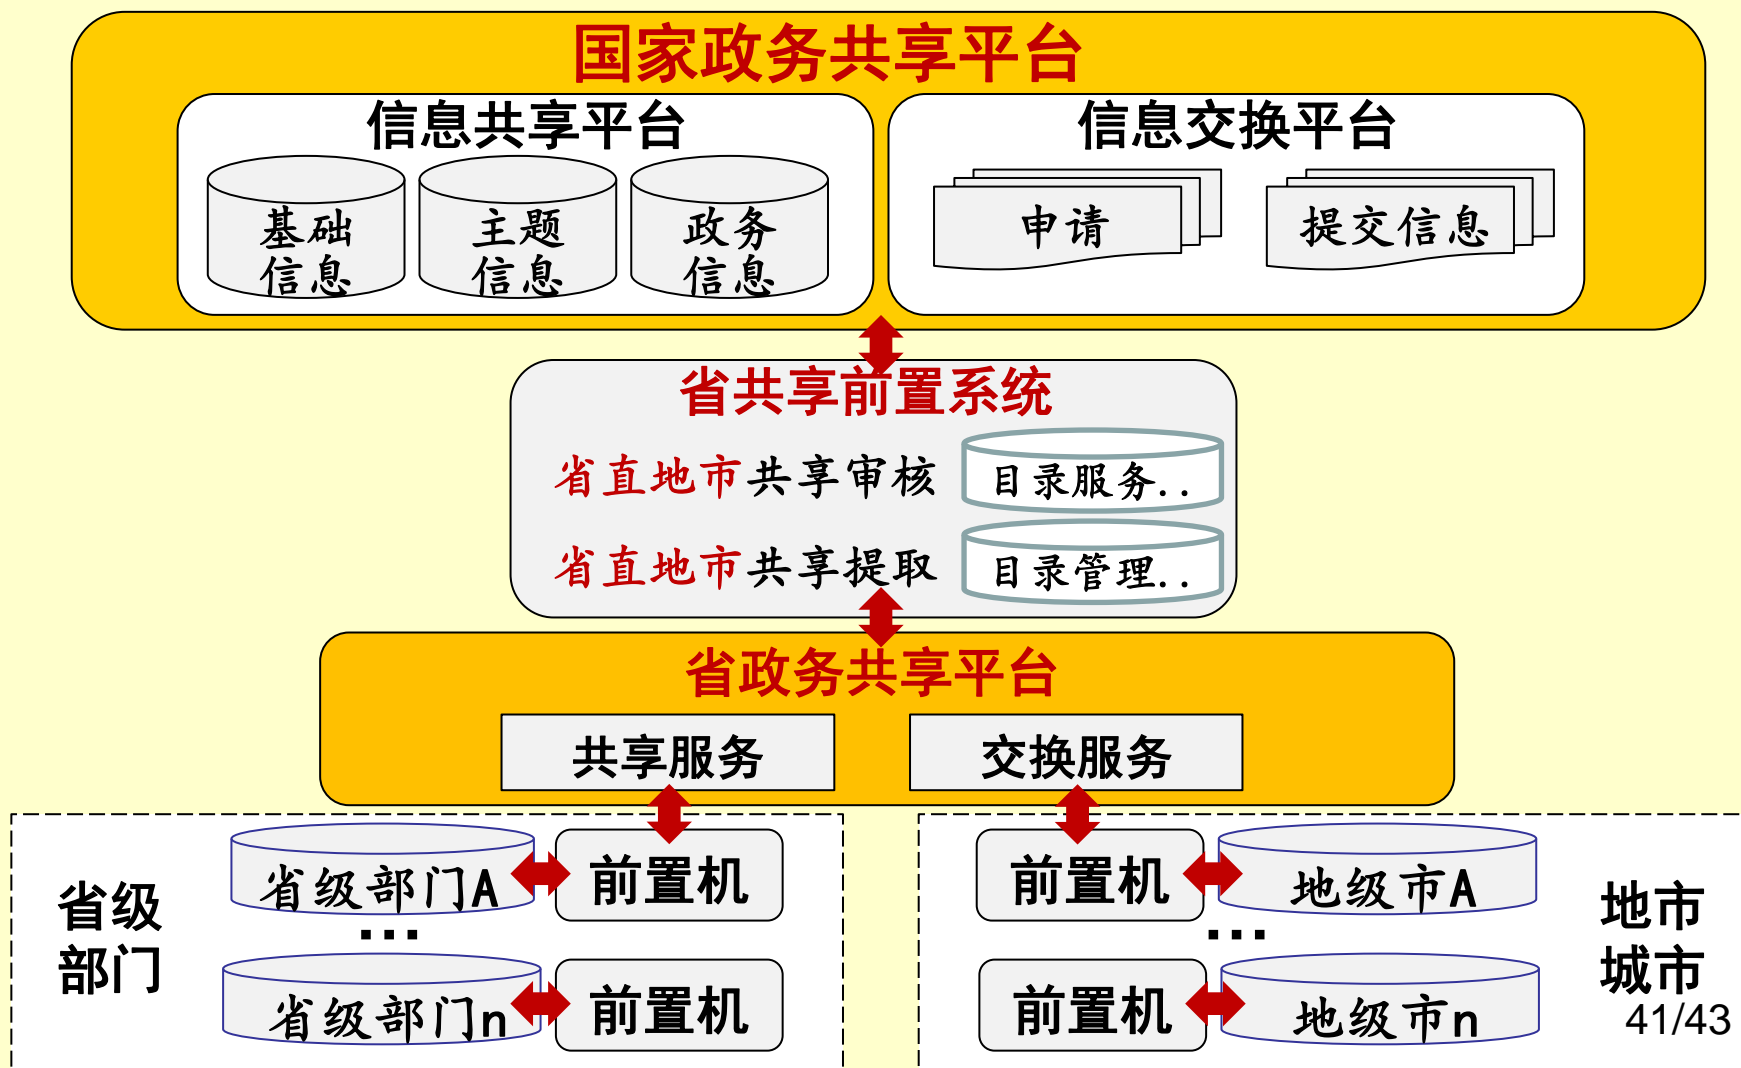 国家政务共享平台
信息共享平台
信息交换平台
基础
信息
主题
信息
政务
信息
申请
提交信息
省共享前置系统
省直地市共享审核
目录服务..
省直地市共享提取
目录管理..
省政务共享平台
共享服务
交换服务
省级
部门
省级部门A
前置机
...
省级部门n
前置机
前置机
地级市A
...
前置机
地级市n
地市
城市
41/43